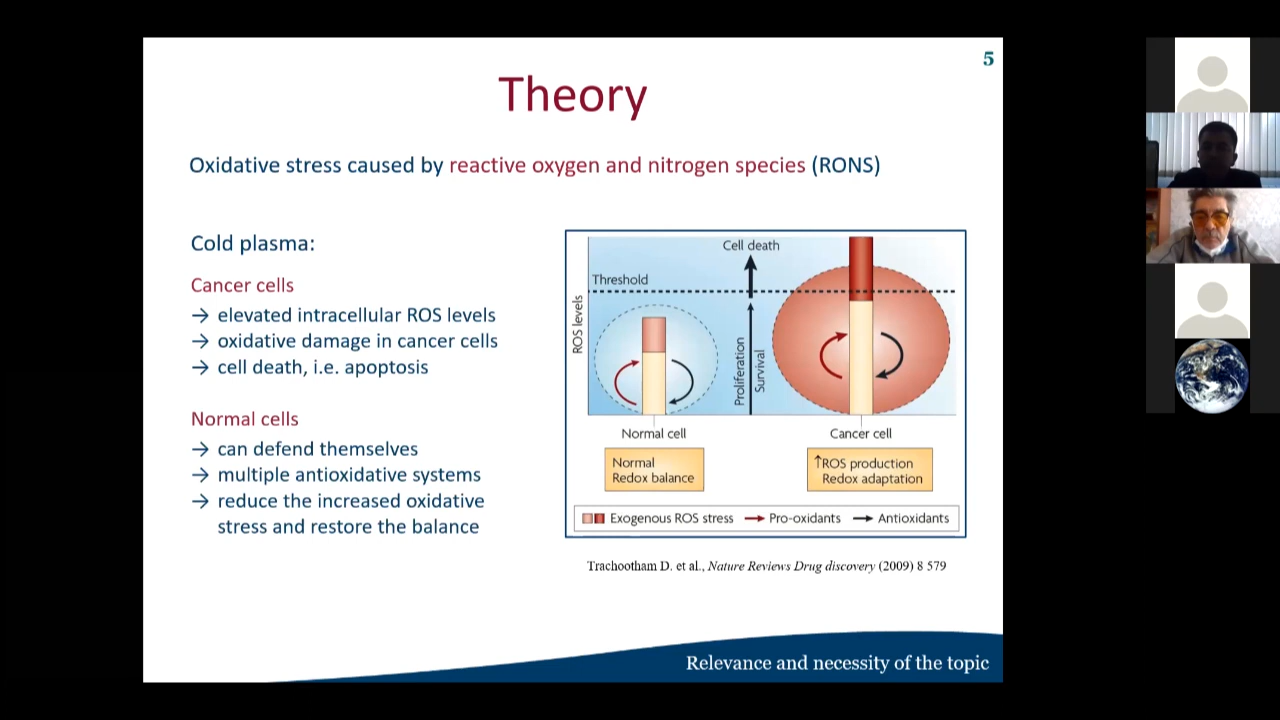 5
Theory
Oxidative stress caused by reactive oxygen and nitrogen species (RONS)
Cold plasma:
Cancer cells
→ elevated intracellular ROS levels
→ oxidative damage in cancer cells
→ cell death, i.e. apoptosis
Normal cells
→ can defend themselves
→ multiple antioxidative systems
→ reduce the increased oxidative
stress and restore the balance
Cell death
Threshold
ROS levels
Proliferation
Survival
Normal cell
Cancer cell
Normal
Redox balance
↑ROS production
Redox adaptation
Exogenous ROS stress → Pro-oxidants → Antioxidants
Trachootham D. et al., Nature Reviews Drug discovery (2009) 8 579
Relevance and necessity of the topic